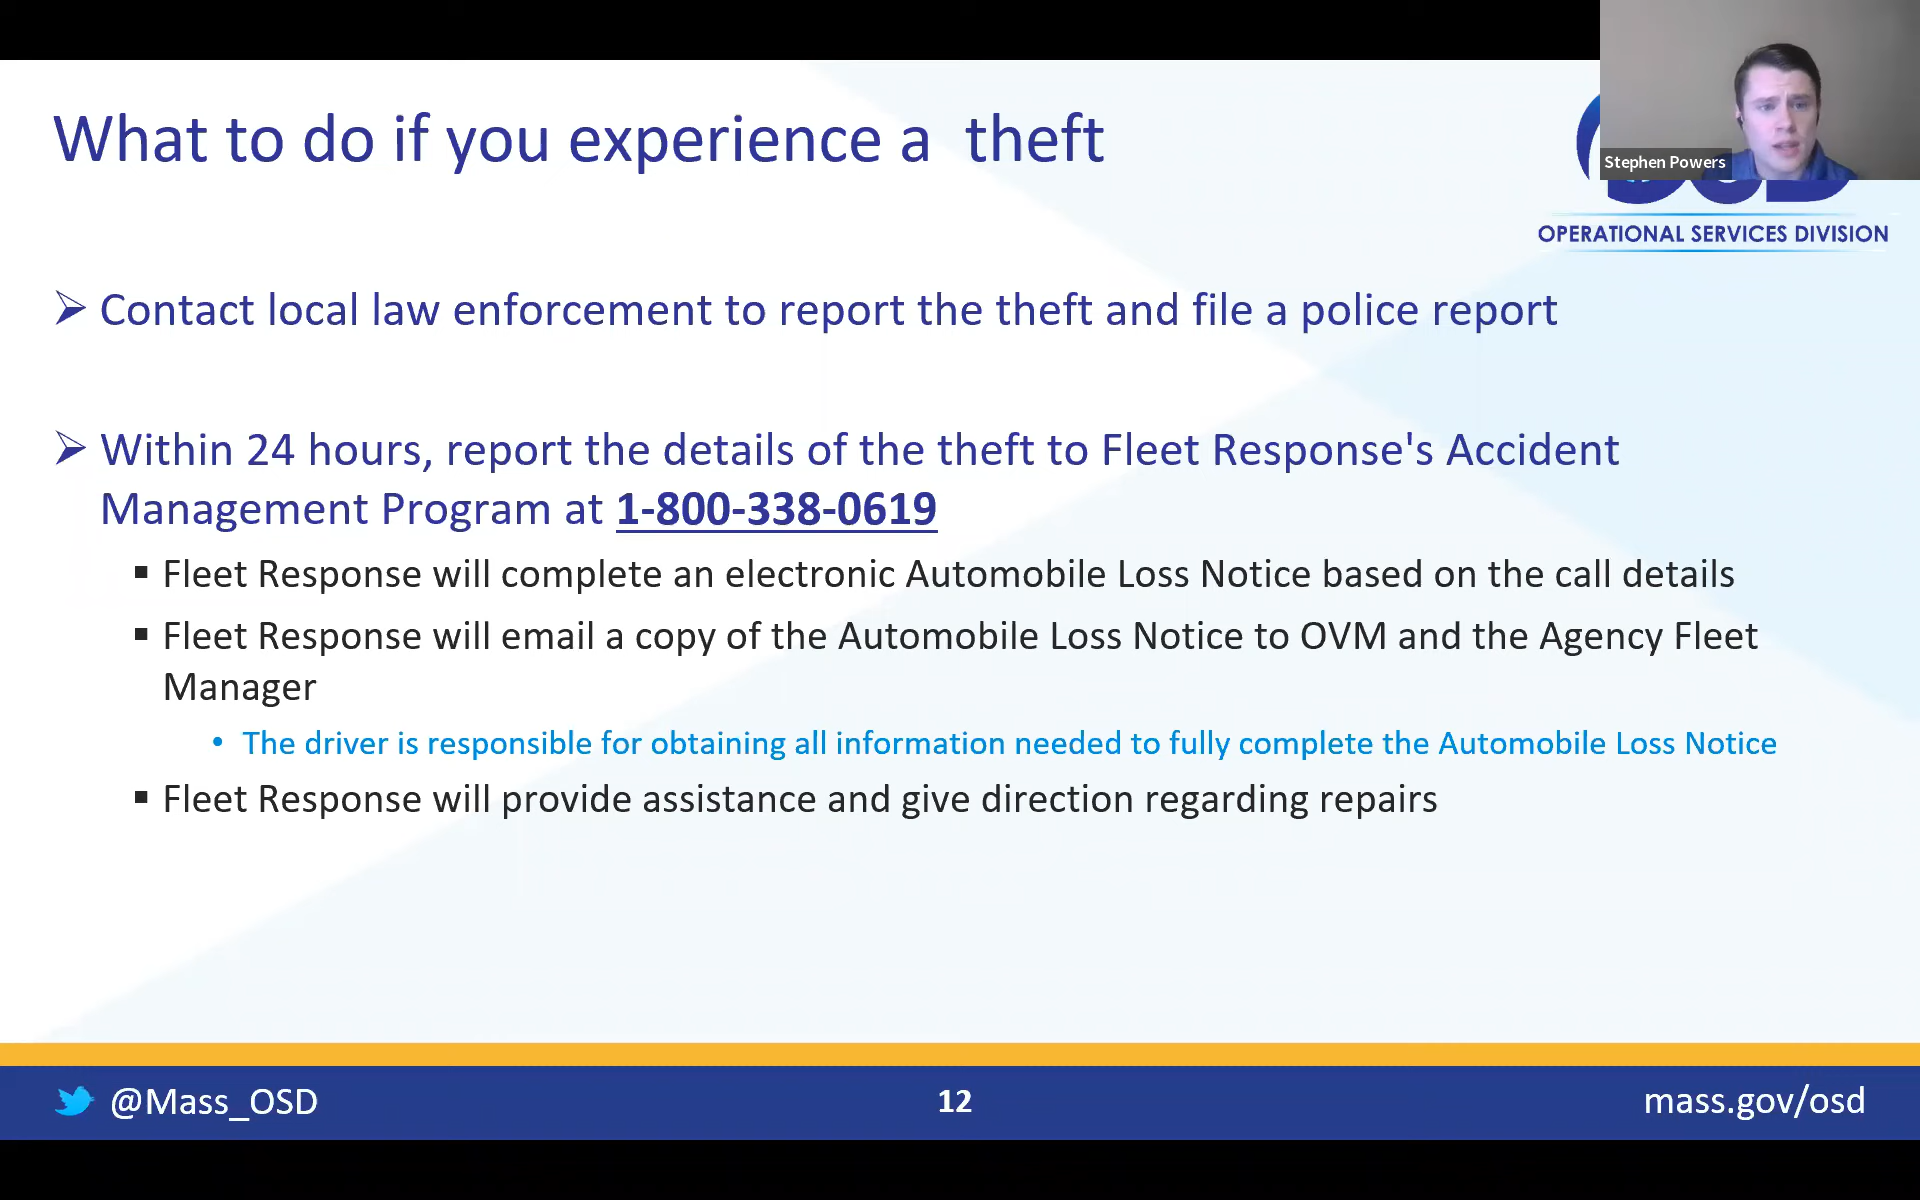 What to do if you experience a  theft
Stephen Powers
OPERATIONAL SERVICES DIVISION
Contact local law enforcement to report the theft and file a police report
Within 24 hours, report the details of the theft to Fleet Response's Accident
Management Program at 1-800-338-0619
Fleet Response will complete an electronic Automobile Loss Notice based on the call details
Fleet Response will email a copy of the Automobile Loss Notice to OVM and the Agency Fleet
Manager
The driver is responsible for obtaining all information needed to fully complete the Automobile Loss Notice
Fleet Response will provide assistance and give direction regarding repairs
@Mass_OSD
12
mass.gov/osd